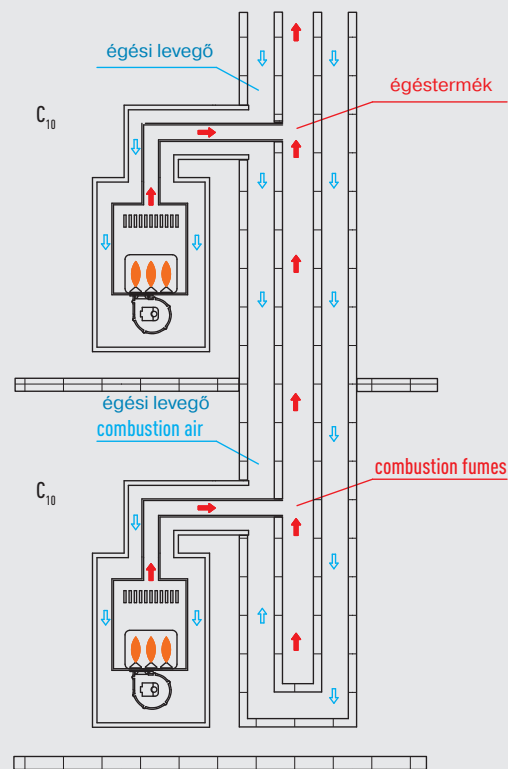 égési levegő
égéstermék
C10
égési levegő
combustion air
combustion fumes
C10